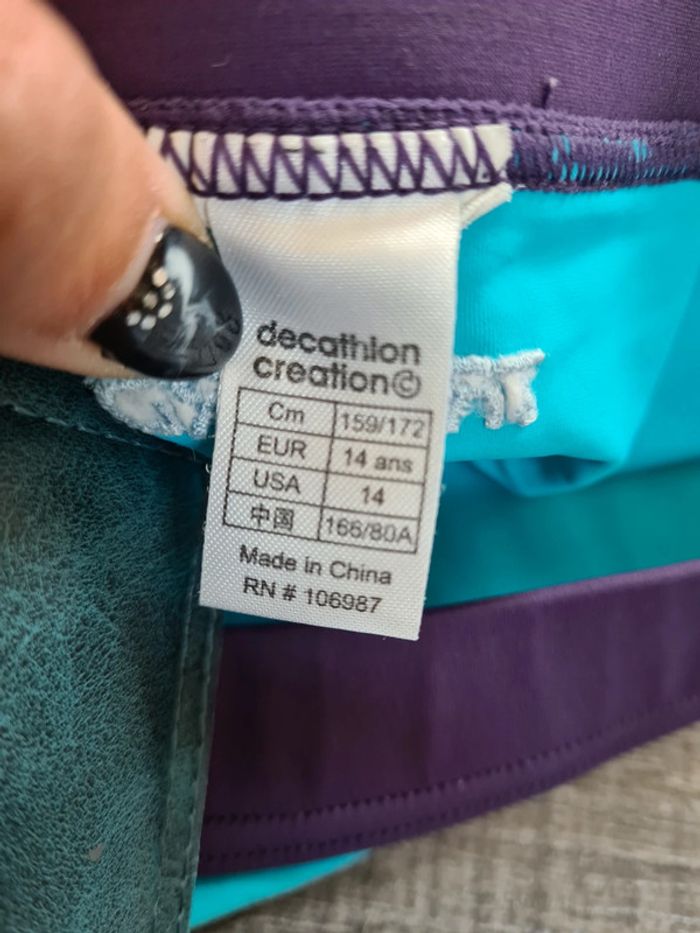 decathlon
creation©
Cm 159/172
EUR 14 ans
USA 14
中国 166/80A
Made in China
RN # 106987